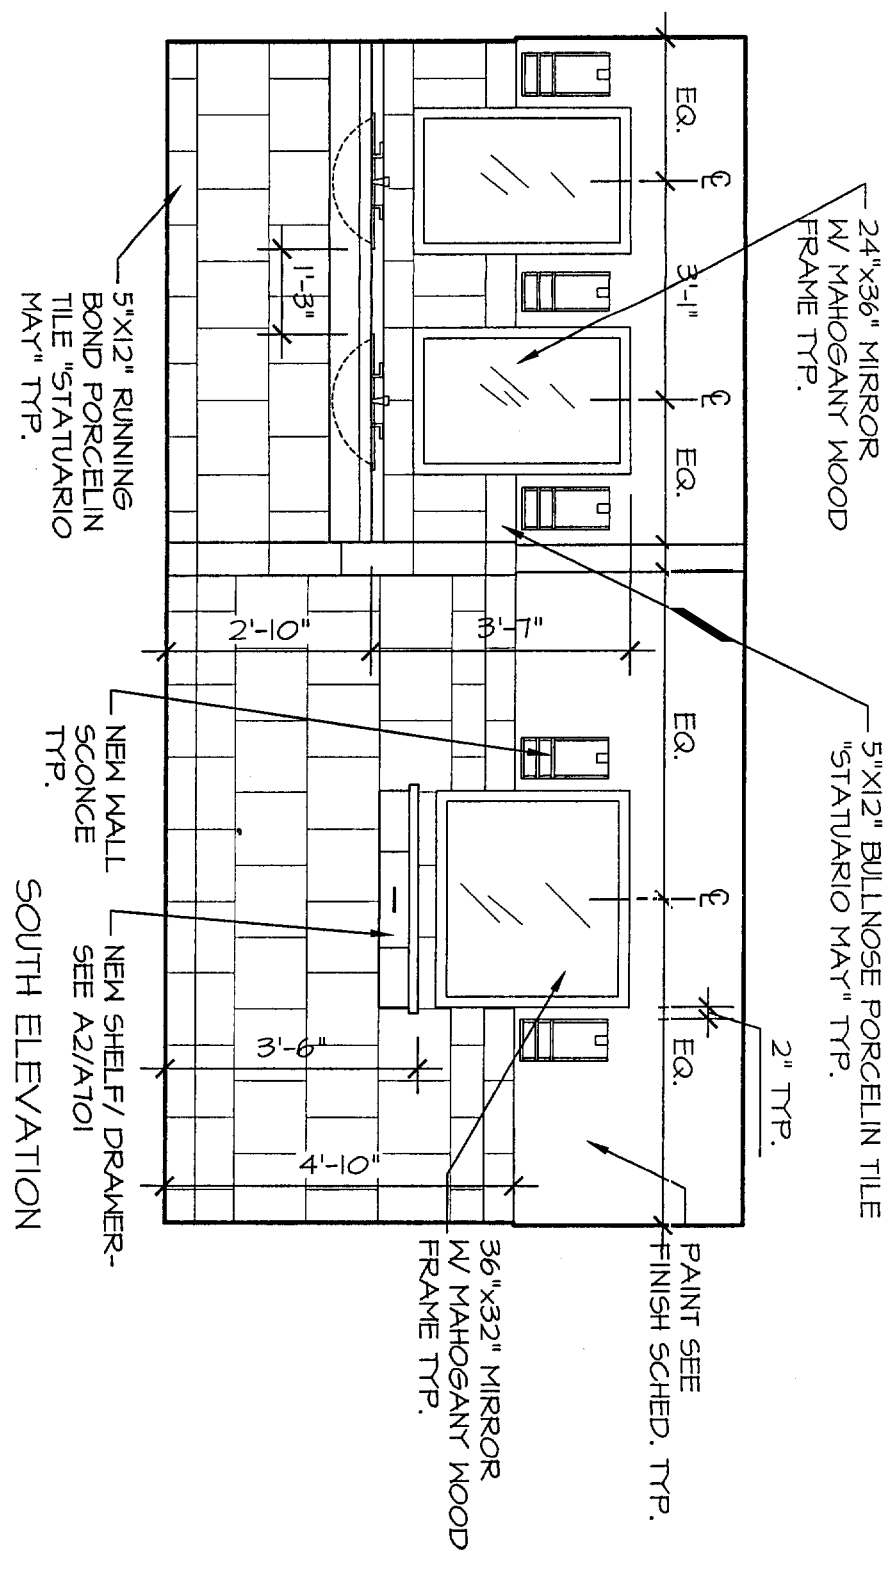 24"x36" MIRROR
W/ MAHOGANY WOOD
FRAME TYP.
5"X12" BULLNOSE PORCELIN TILE
"STATUARIO MAY" TYP.
2" TYP.
PAINT SEE
FINISH SCHED. TYP.
EQ.
℄
3'-1"
℄
EQ.
EQ.
℄
EQ.
3'-7"
2'-10"
1'-3"
3'-6"
4'-10"
36"x32" MIRROR
W/ MAHOGANY WOOD
FRAME TYP.
5"X12" RUNNING
BOND PORCELIN
TILE "STATUARIO
MAY" TYP.
NEW WALL
SCONCE
TYP.
NEW SHELF/ DRAWER-
SEE A2/A701
SOUTH ELEVATION